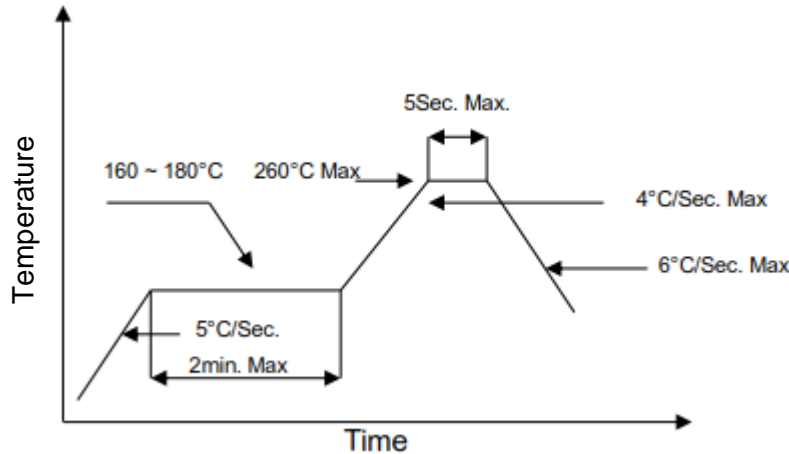 5Sec. Max.
160 ~ 180°C 260°C Max
4°C/Sec. Max
6°C/Sec. Max
5°C/Sec.
2min. Max
Temperature
Time